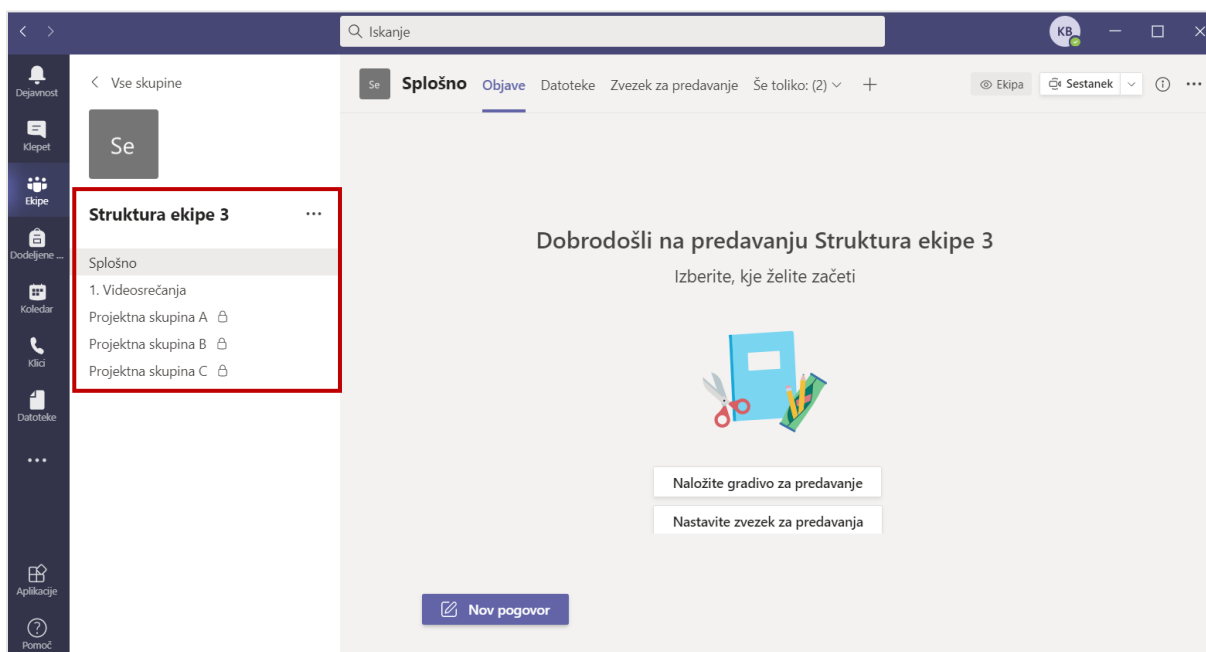 Iskanje
KB
Dejavnost
Klepet
Ekipe
Dodeljene ...
Koledar
Klici
Datoteke
Aplikacije
Pomoč
Vse skupine
Se
Struktura ekipe 3
Splošno
1. Videosrečanja
Projektna skupina A
Projektna skupina B
Projektna skupina C
Se Splošno Objave Datoteke Zvezek za predavanje Še toliko: (2) Ekipa Sestanek
Dobrodošli na predavanju Struktura ekipe 3
Izberite, kje želite začeti
Naložite gradivo za predavanje
Nastavite zvezek za predavanja
Nov pogovor